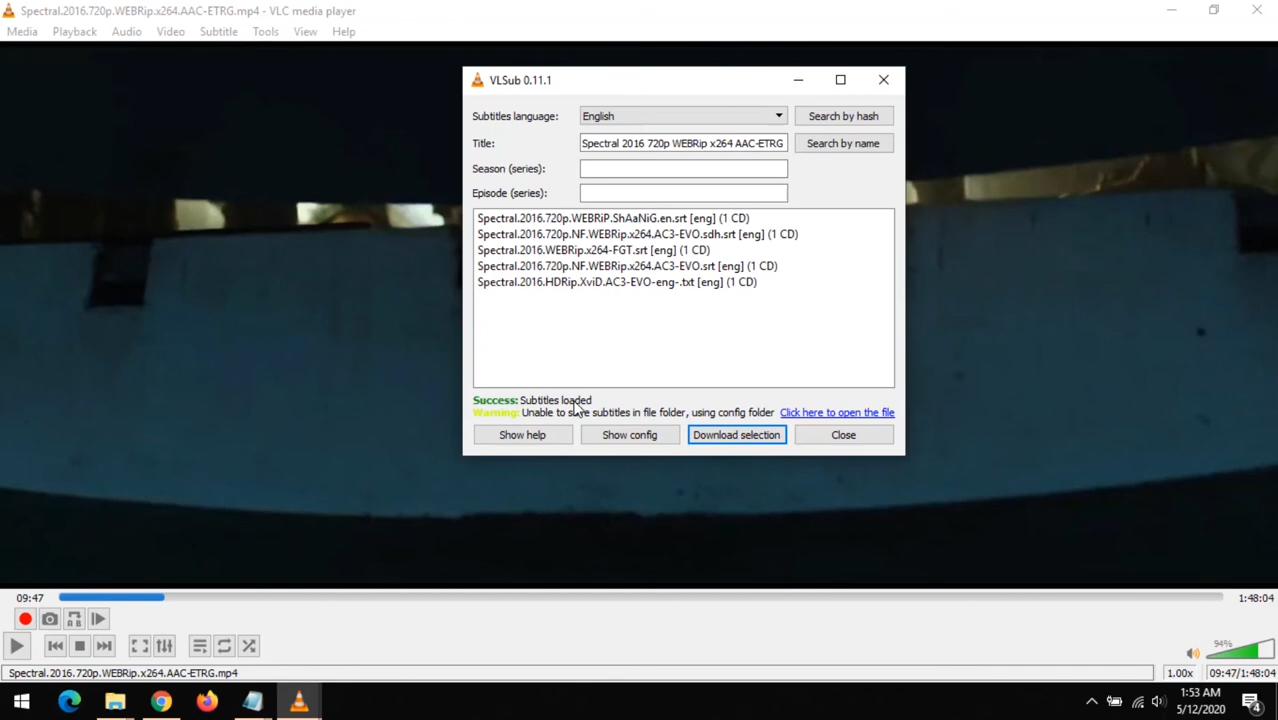 Spectral.2016.720p.WEBRip.x264.AAC-ETRG.mp4 - VLC media player
Media Playback Audio Video Subtitle Tools View Help
VLSub 0.11.1
Subtitles language: English Search by hash
Title: Spectral 2016 720p WEBRip x264 AAC-ETRG Search by name
Season (series):
Episode (series):
Spectral.2016.720p.WEBRiP.ShAaNiG.en.srt [eng] (1 CD)
Spectral.2016.720p.NF.WEBRip.x264.AC3-EVO.sdh.srt [eng] (1 CD)
Spectral.2016.WEBRip.x264-FGT.srt [eng] (1 CD)
Spectral.2016.720p.NF.WEBRip.x264.AC3-EVO.srt [eng] (1 CD)
Spectral.2016.HDRip.XviD.AC3-EVO-eng-.txt [eng] (1 CD)
Success: Subtitles loaded
Warning: Unable to save subtitles in file folder, using config folder Click here to open the file
Show help Show config Download selection Close
09:47 1:48:04
A B
94%
Spectral.2016.720p.WEBRip.x264.AAC-ETRG.mp4 1.00x 09:47/1:48:04
1:53 AM
5/12/2020
4